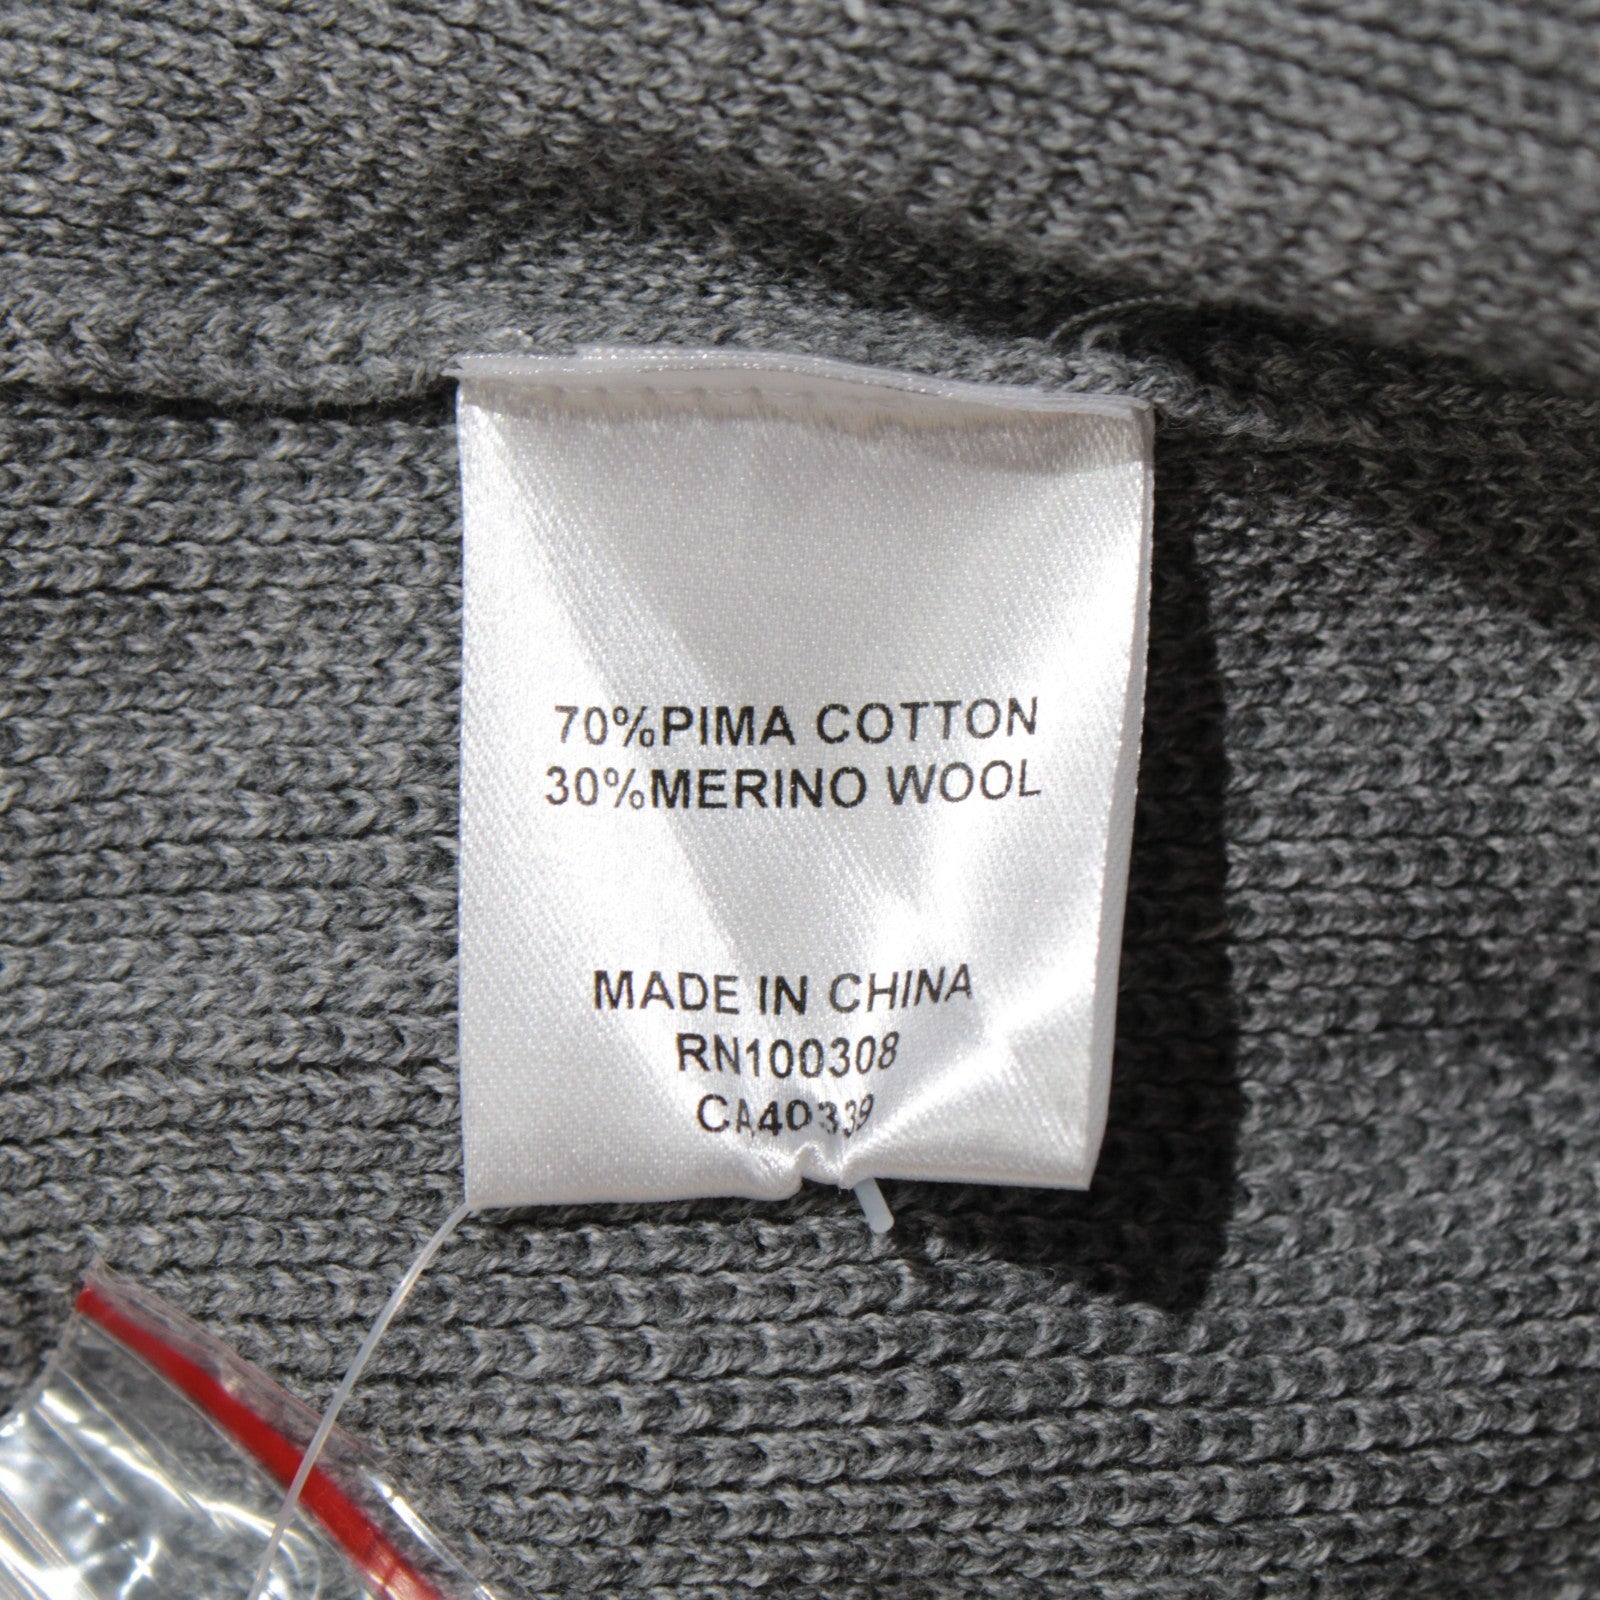 70%PIMA COTTON
30%MERINO WOOL
MADE IN CHINA
RN100308
CA40339